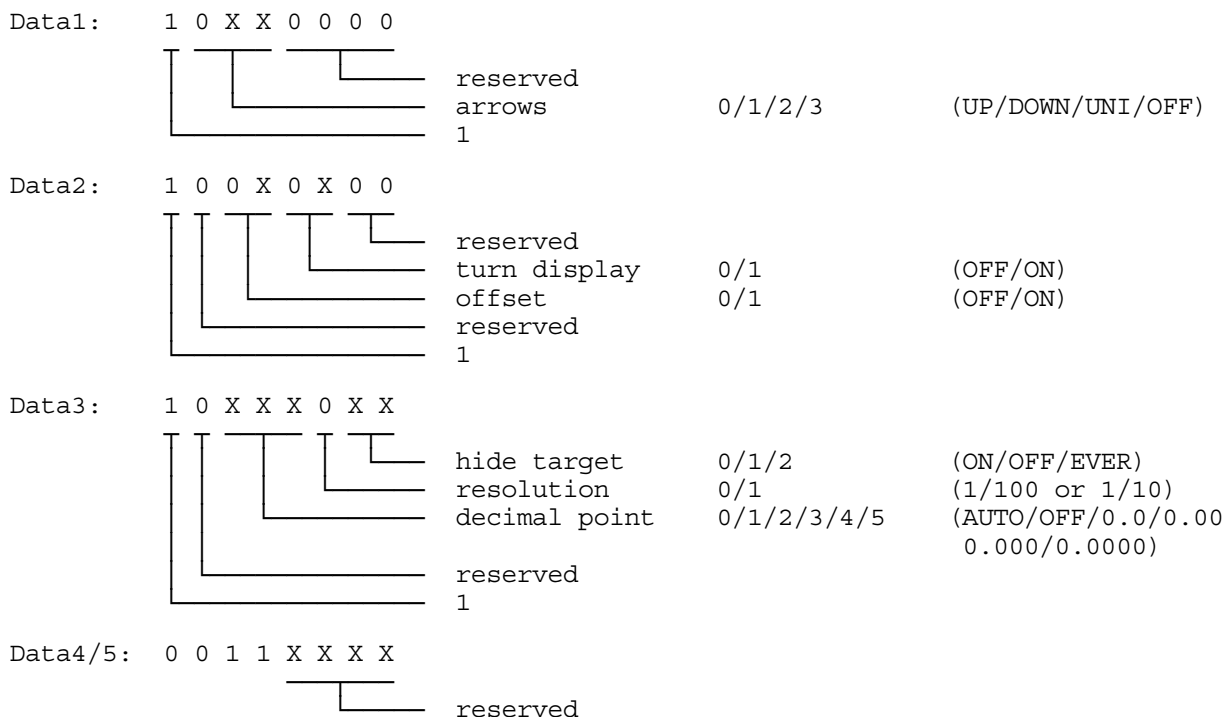 Data1: 1 0 X X 0 0 0 0
reserved
arrows 0/1/2/3 (UP/DOWN/UNI/OFF)
1
Data2: 1 0 0 X 0 X 0 0
reserved
turn display 0/1 (OFF/ON)
offset 0/1 (OFF/ON)
reserved
1
Data3: 1 0 X X X 0 X X
hide target 0/1/2 (ON/OFF/EVER)
resolution 0/1 (1/100 or 1/10)
decimal point 0/1/2/3/4/5 (AUTO/OFF/0.0/0.00
0.000/0.0000)
reserved
1
Data4/5: 0 0 1 1 X X X X
reserved